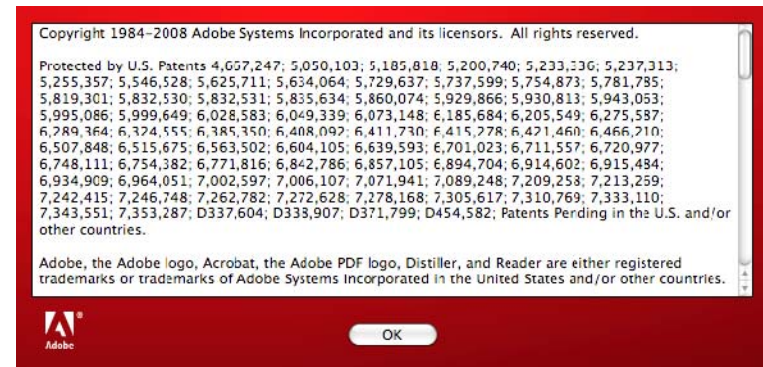 Copyright 1984-2008 Adobe Systems Incorporated and its licensors. All rights reserved.
Protected by U.S. Patents 4,667,247; 5,050,103; 5,185,818; 5,200,740; 5,233,336; 5,237,313;
5,255,357; 5,546,528; 5,625,711; 5,634,064; 5,729,637; 5,737,599; 5,754,873; 5,781,785;
5,819,301; 5,832,530; 5,832,531; 5,835,634; 5,860,074; 5,929,866; 5,930,813; 5,943,063;
5,995,086; 5,999,649; 6,028,583; 6,049,339; 6,073,148; 6,185,684; 6,205,549; 6,275,587;
6,289,364; 6,324,555; 6,385,350; 6,408,092; 6,411,730; 6,415,278; 6,421,460; 6,466,210;
6,507,848; 6,515,675; 6,563,502; 6,604,105; 6,639,593; 6,701,023; 6,711,557; 6,720,977;
6,748,111; 6,754,382; 6,771,816; 6,842,786; 6,857,105; 6,894,704; 6,914,602; 6,915,484;
6,934,909; 6,964,051; 7,002,597; 7,006,107; 7,071,941; 7,089,248; 7,209,258; 7,213,269;
7,242,415; 7,246,748; 7,262,782; 7,272,628; 7,278,168; 7,305,617; 7,310,769; 7,333,110;
7,343,551; 7,353,287; D337,604; D338,907; D371,799; D454,582; Patents Pending in the U.S. and/or
other countries.
Adobe, the Adobe logo, Acrobat, the Adobe PDF logo, Distiller, and Reader are either registered
trademarks or trademarks of Adobe Systems Incorporated in the United States and/or other countries.
Adobe
OK